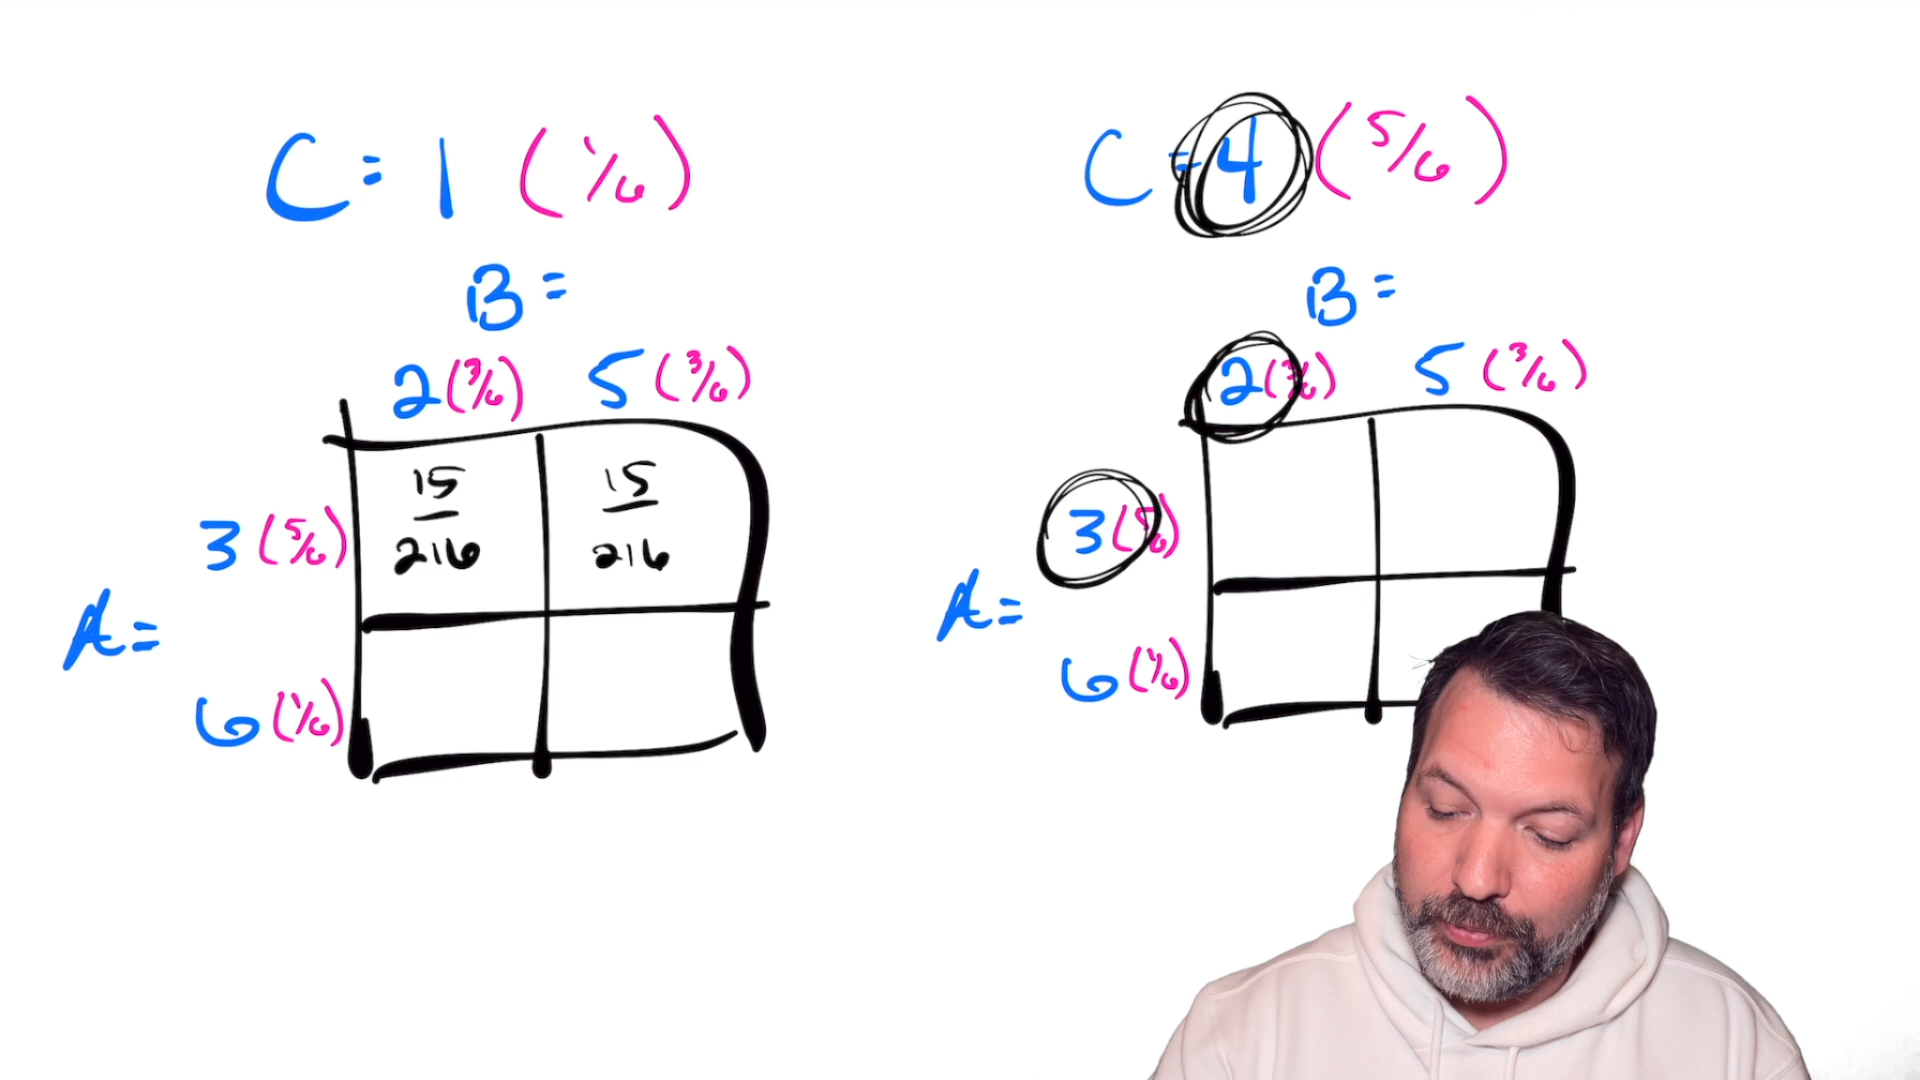 C = 1 (1/6)
B =
2 (3/6) 5 (3/6)
A =
3 (5/6)
15/216 15/216
6 (1/6)
C = 4 (5/6)
B =
2 (3/6) 5 (3/6)
A =
3 (5/6)
6 (1/6)